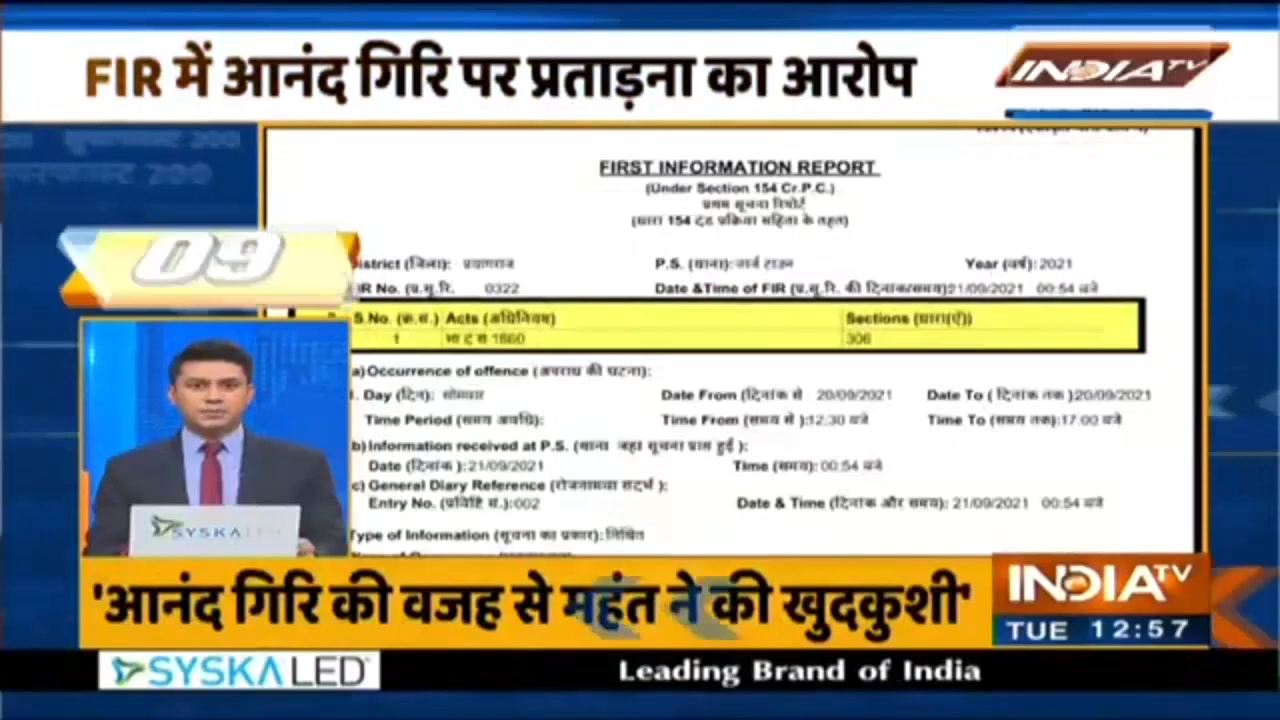 FIR में आनंद गिरि पर प्रताड़ना का आरोप
INDIA TV
FIRST INFORMATION REPORT
(Under Section 154 Cr.P.C.)
प्रथम सूचना रिपोर्ट
(धारा 154 दंड प्रक्रिया संहिता के तहत)
09
istrict (जिला): प्रयागराज P.S. (थाना): जार्ज टाउन Year (वर्ष): 2021
IR No. (प्र.सू.रि. 0322 Date &Time of FIR (प्र.सू.रि. की दिनांक/समय) 21/09/2021 00:54 बजे
S.No. (क्र.सं.) Acts (अधिनियम) Sections (धारा(एँ))
1 भा द सं 1860 306
a) Occurrence of offence (अपराध की घटना):
. Day (दिन): सोमवार Date From (दिनांक से 20/09/2021 Date To ( दिनांक तक ) 20/09/2021
Time Period (समय अवधि): Time From (समय से ): 12.30 बजे Time To (समय तक): 17.00 बजे
b) Information received at P.S. (थाना जहा सूचना प्राप्त हुई ):
Date (दिनांक ): 21/09/2021 Time (समय): 00:54 बजे
c) General Diary Reference (रोजनामचा संदर्भ ):
Entry No. (प्रविष्टि सं.): 002 Date & Time (दिनांक और समय): 21/09/2021 00:54 बजे
Type of Information (सूचना का प्रकार): लिखित
SYSKA LED
'आनंद गिरि की वजह से महंत ने की खुदकुशी'
INDIA TV
TUE 12:57
SYSKA LED
Leading Brand of India